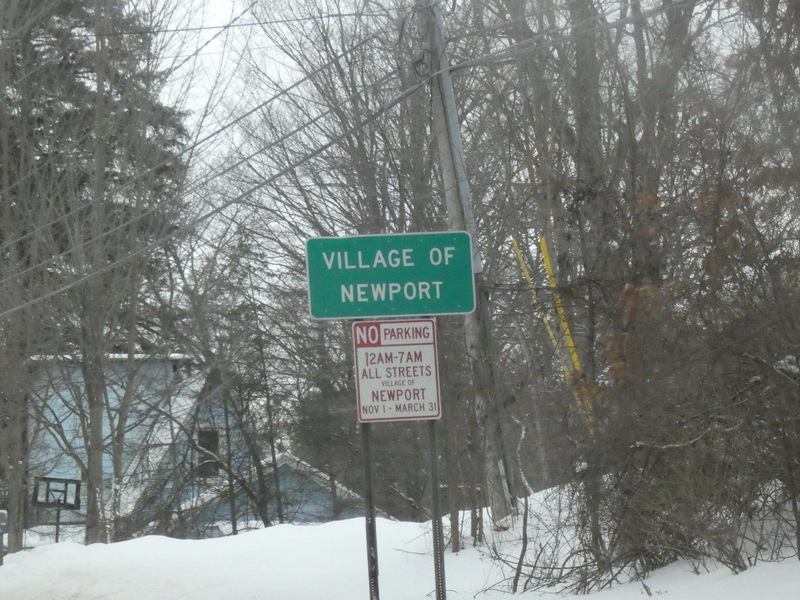 VILLAGE OF
NEWPORT
NO PARKING
12AM-7AM
ALL STREETS
VILLAGE OF
NEWPORT
NOV 1 - MARCH 31